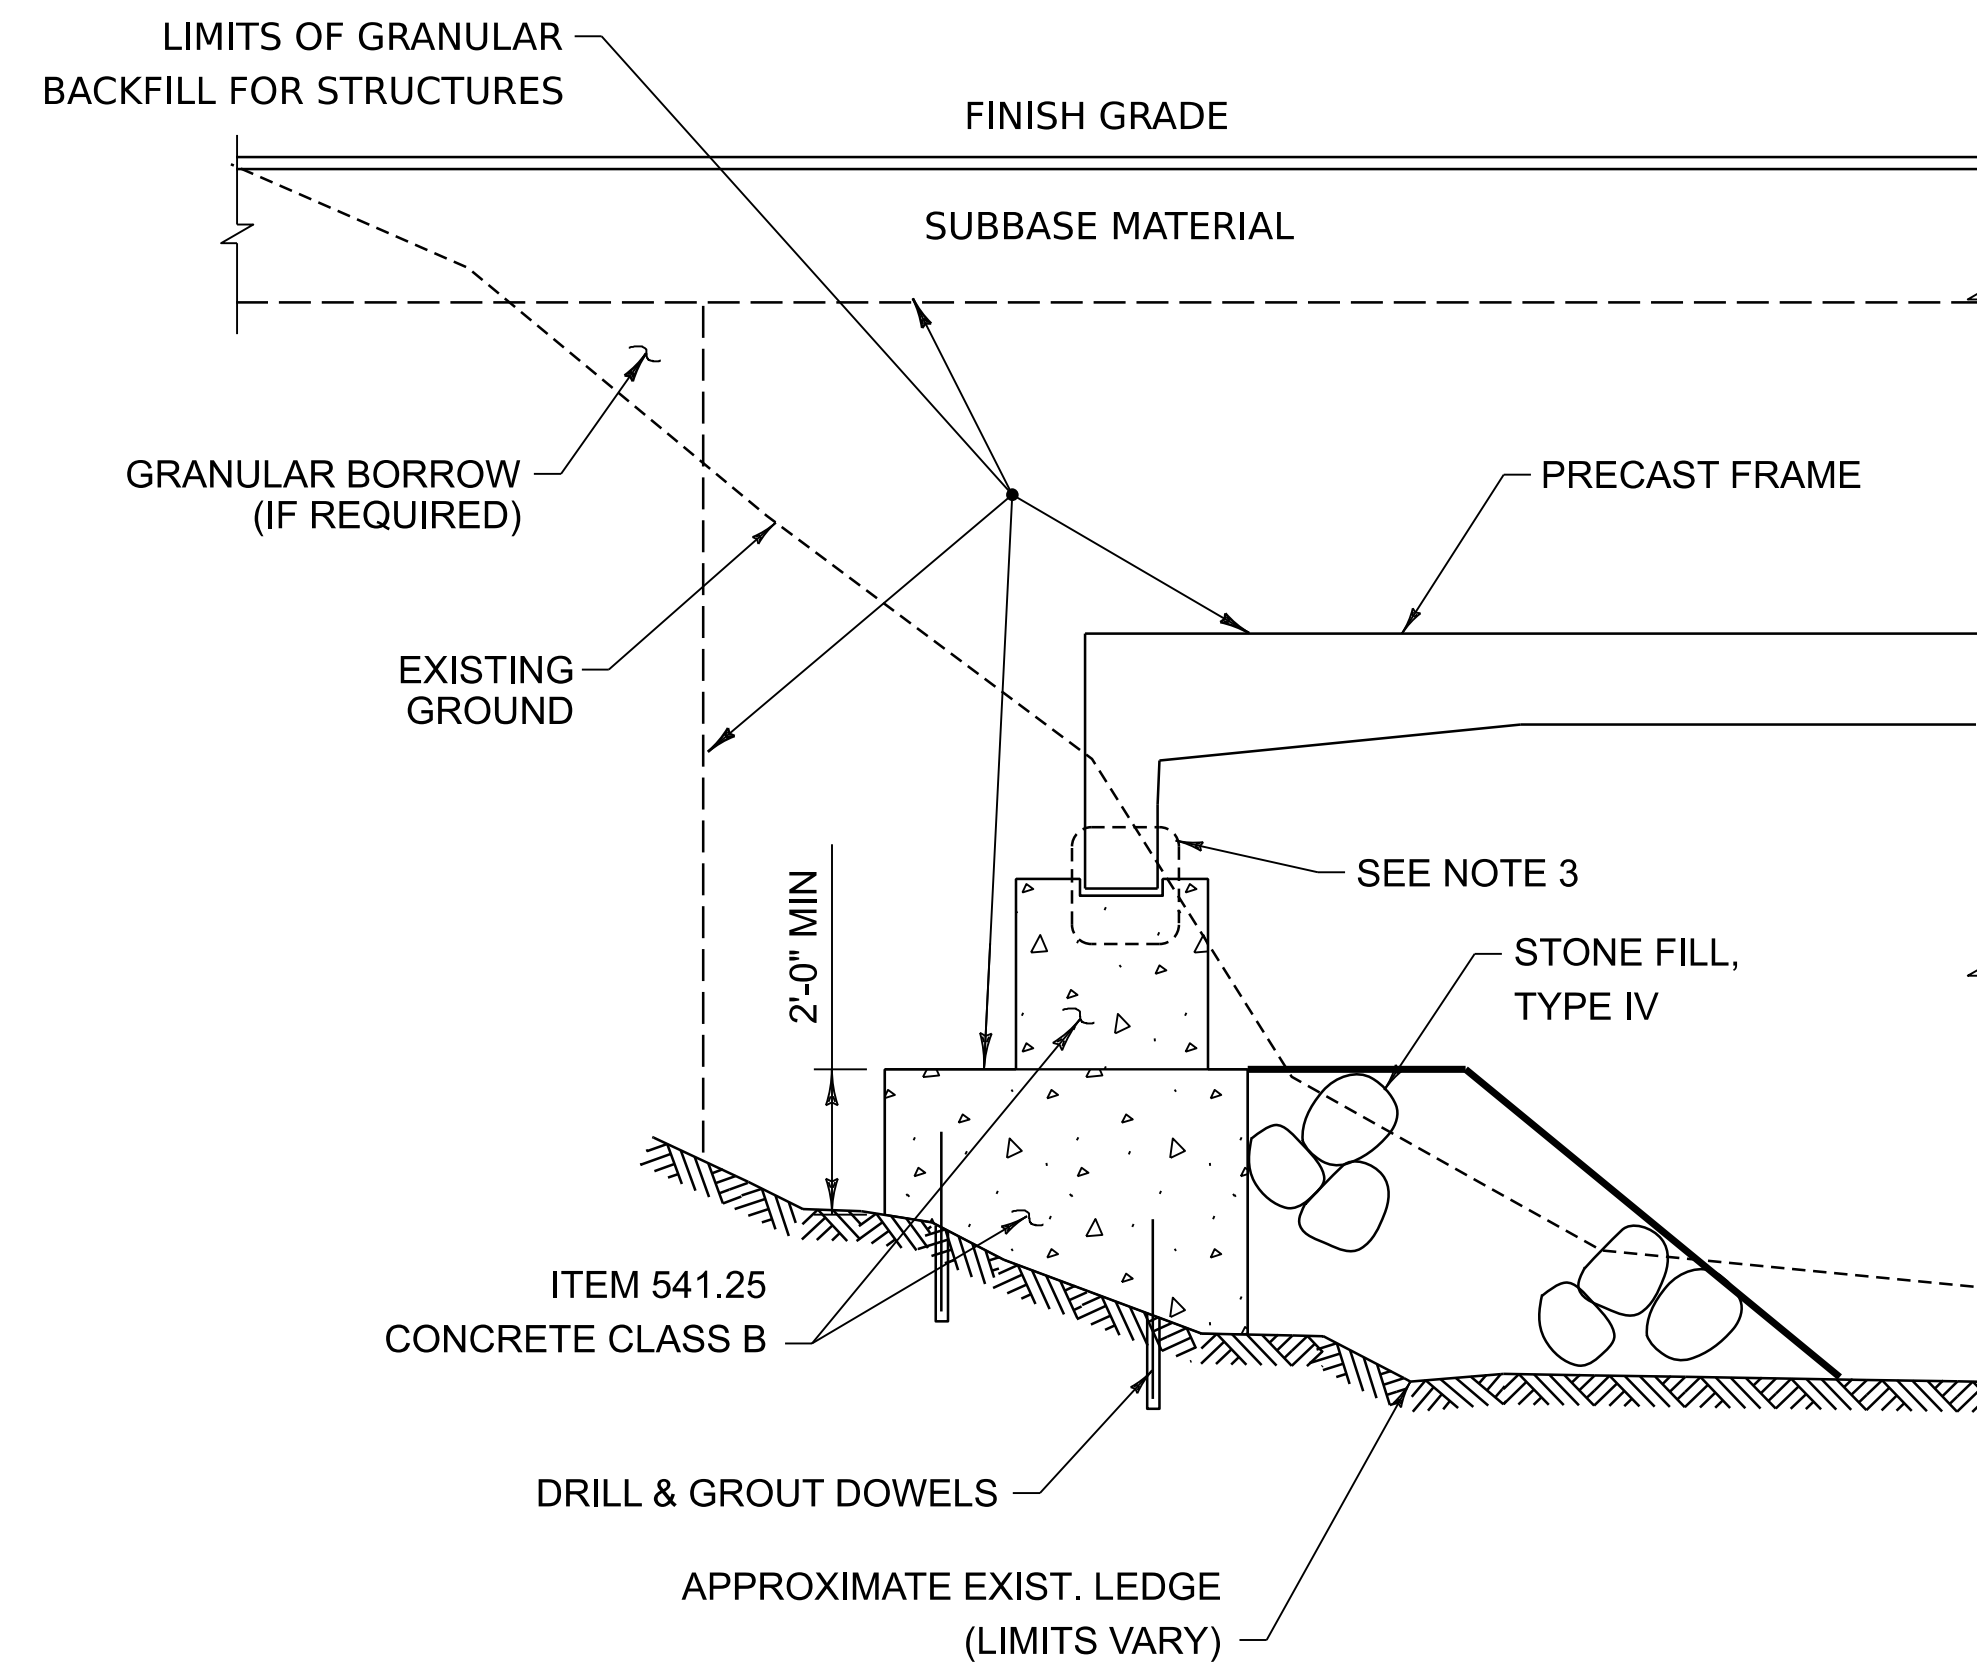 LIMITS OF GRANULAR
BACKFILL FOR STRUCTURES
FINISH GRADE
SUBBASE MATERIAL
GRANULAR BORROW
(IF REQUIRED)
PRECAST FRAME
EXISTING
GROUND
SEE NOTE 3
2'-0" MIN
STONE FILL,
TYPE IV
ITEM 541.25
CONCRETE CLASS B
DRILL & GROUT DOWELS
APPROXIMATE EXIST. LEDGE
(LIMITS VARY)